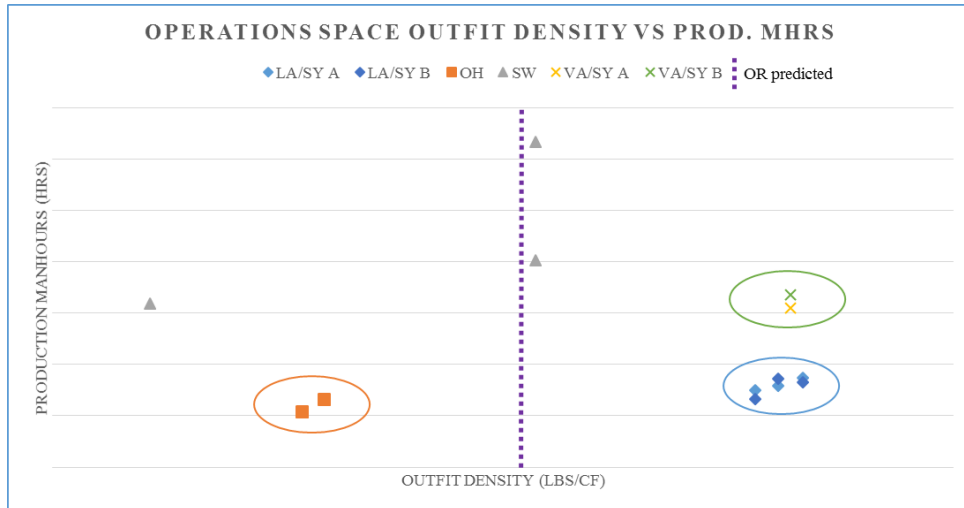 OPERATIONS SPACE OUTFIT DENSITY VS PROD. MHRS
LA/SY A LA/SY B OH SW VA/SY A VA/SY B OR predicted
PRODUCTION MANHOURS (HRS)
OUTFIT DENSITY (LBS/CF)